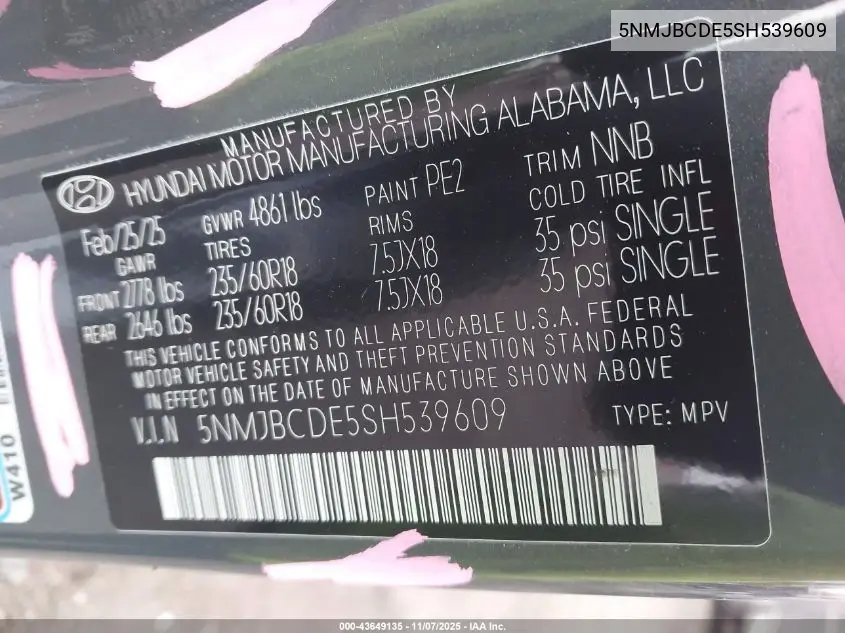 5NMJBCDE5SH539609
MANUFACTURED BY
HYUNDAI MOTOR MANUFACTURING ALABAMA, LLC
Feb/25/25 GVWR 4861 lbs PAINT PE2 TRIM NNB
GAWR TIRES RIMS COLD TIRE INFL
FRONT 2778 lbs 235/60R18 7.5JX18 35 psi SINGLE
REAR 2646 lbs 235/60R18 7.5JX18 35 psi SINGLE
THIS VEHICLE CONFORMS TO ALL APPLICABLE U.S.A. FEDERAL
MOTOR VEHICLE SAFETY AND THEFT PREVENTION STANDARDS
IN EFFECT ON THE DATE OF MANUFACTURE SHOWN ABOVE
V.I.N 5NMJBCDE5SH539609 TYPE: MPV
W410
000-43649135 - 11/07/2025 - IAA Inc.